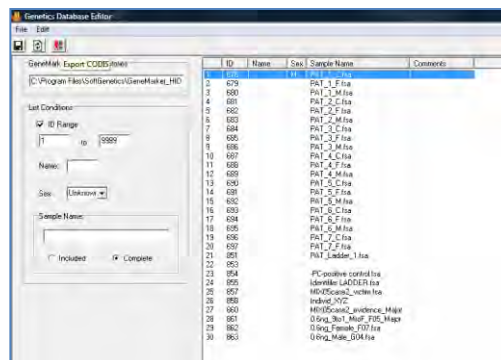 Genetics Database Editor
File Edit
GeneMark Export CODIS
C:\Program Files\SoftGenetics\GeneMarker_HID
List Conditions
ID Range
1 to 9999
Name:
Sex Unknown
Sample Name:
Included Complete
ID Name Sex Sample Name Comments
1 678 M PAT_1_C.fsa
2 679 PAT_1_F.fsa
3 680 PAT_1_M.fsa
4 681 PAT_2_C.fsa
5 682 PAT_2_F.fsa
6 683 PAT_2_M.fsa
7 684 PAT_3_C.fsa
8 685 PAT_3_F.fsa
9 686 PAT_3_M.fsa
10 687 PAT_4_C.fsa
11 688 PAT_4_F.fsa
12 689 PAT_4_M.fsa
13 690 PAT_5_C.fsa
14 691 PAT_5_F.fsa
15 692 PAT_5_M.fsa
16 693 PAT_6_C.fsa
17 694 PAT_6_F.fsa
18 695 PAT_6_M.fsa
19 696 PAT_7_C.fsa
20 697 PAT_7_F.fsa
21 851 PAT_Ladder_1.fsa
22 853
23 854 -PC-positive control.fsa
24 855 Identifiler LADDER.fsa
25 857 MIX05case2_victim.fsa
26 858 Individ_XYZ
27 860 MIX05case2_evidence_Major
28 861 0.6ng_9to1_MixF_F05_Major
29 862 0.6ng_Female_F07.fsa
30 863 0.6ng_Male_G04.fsa